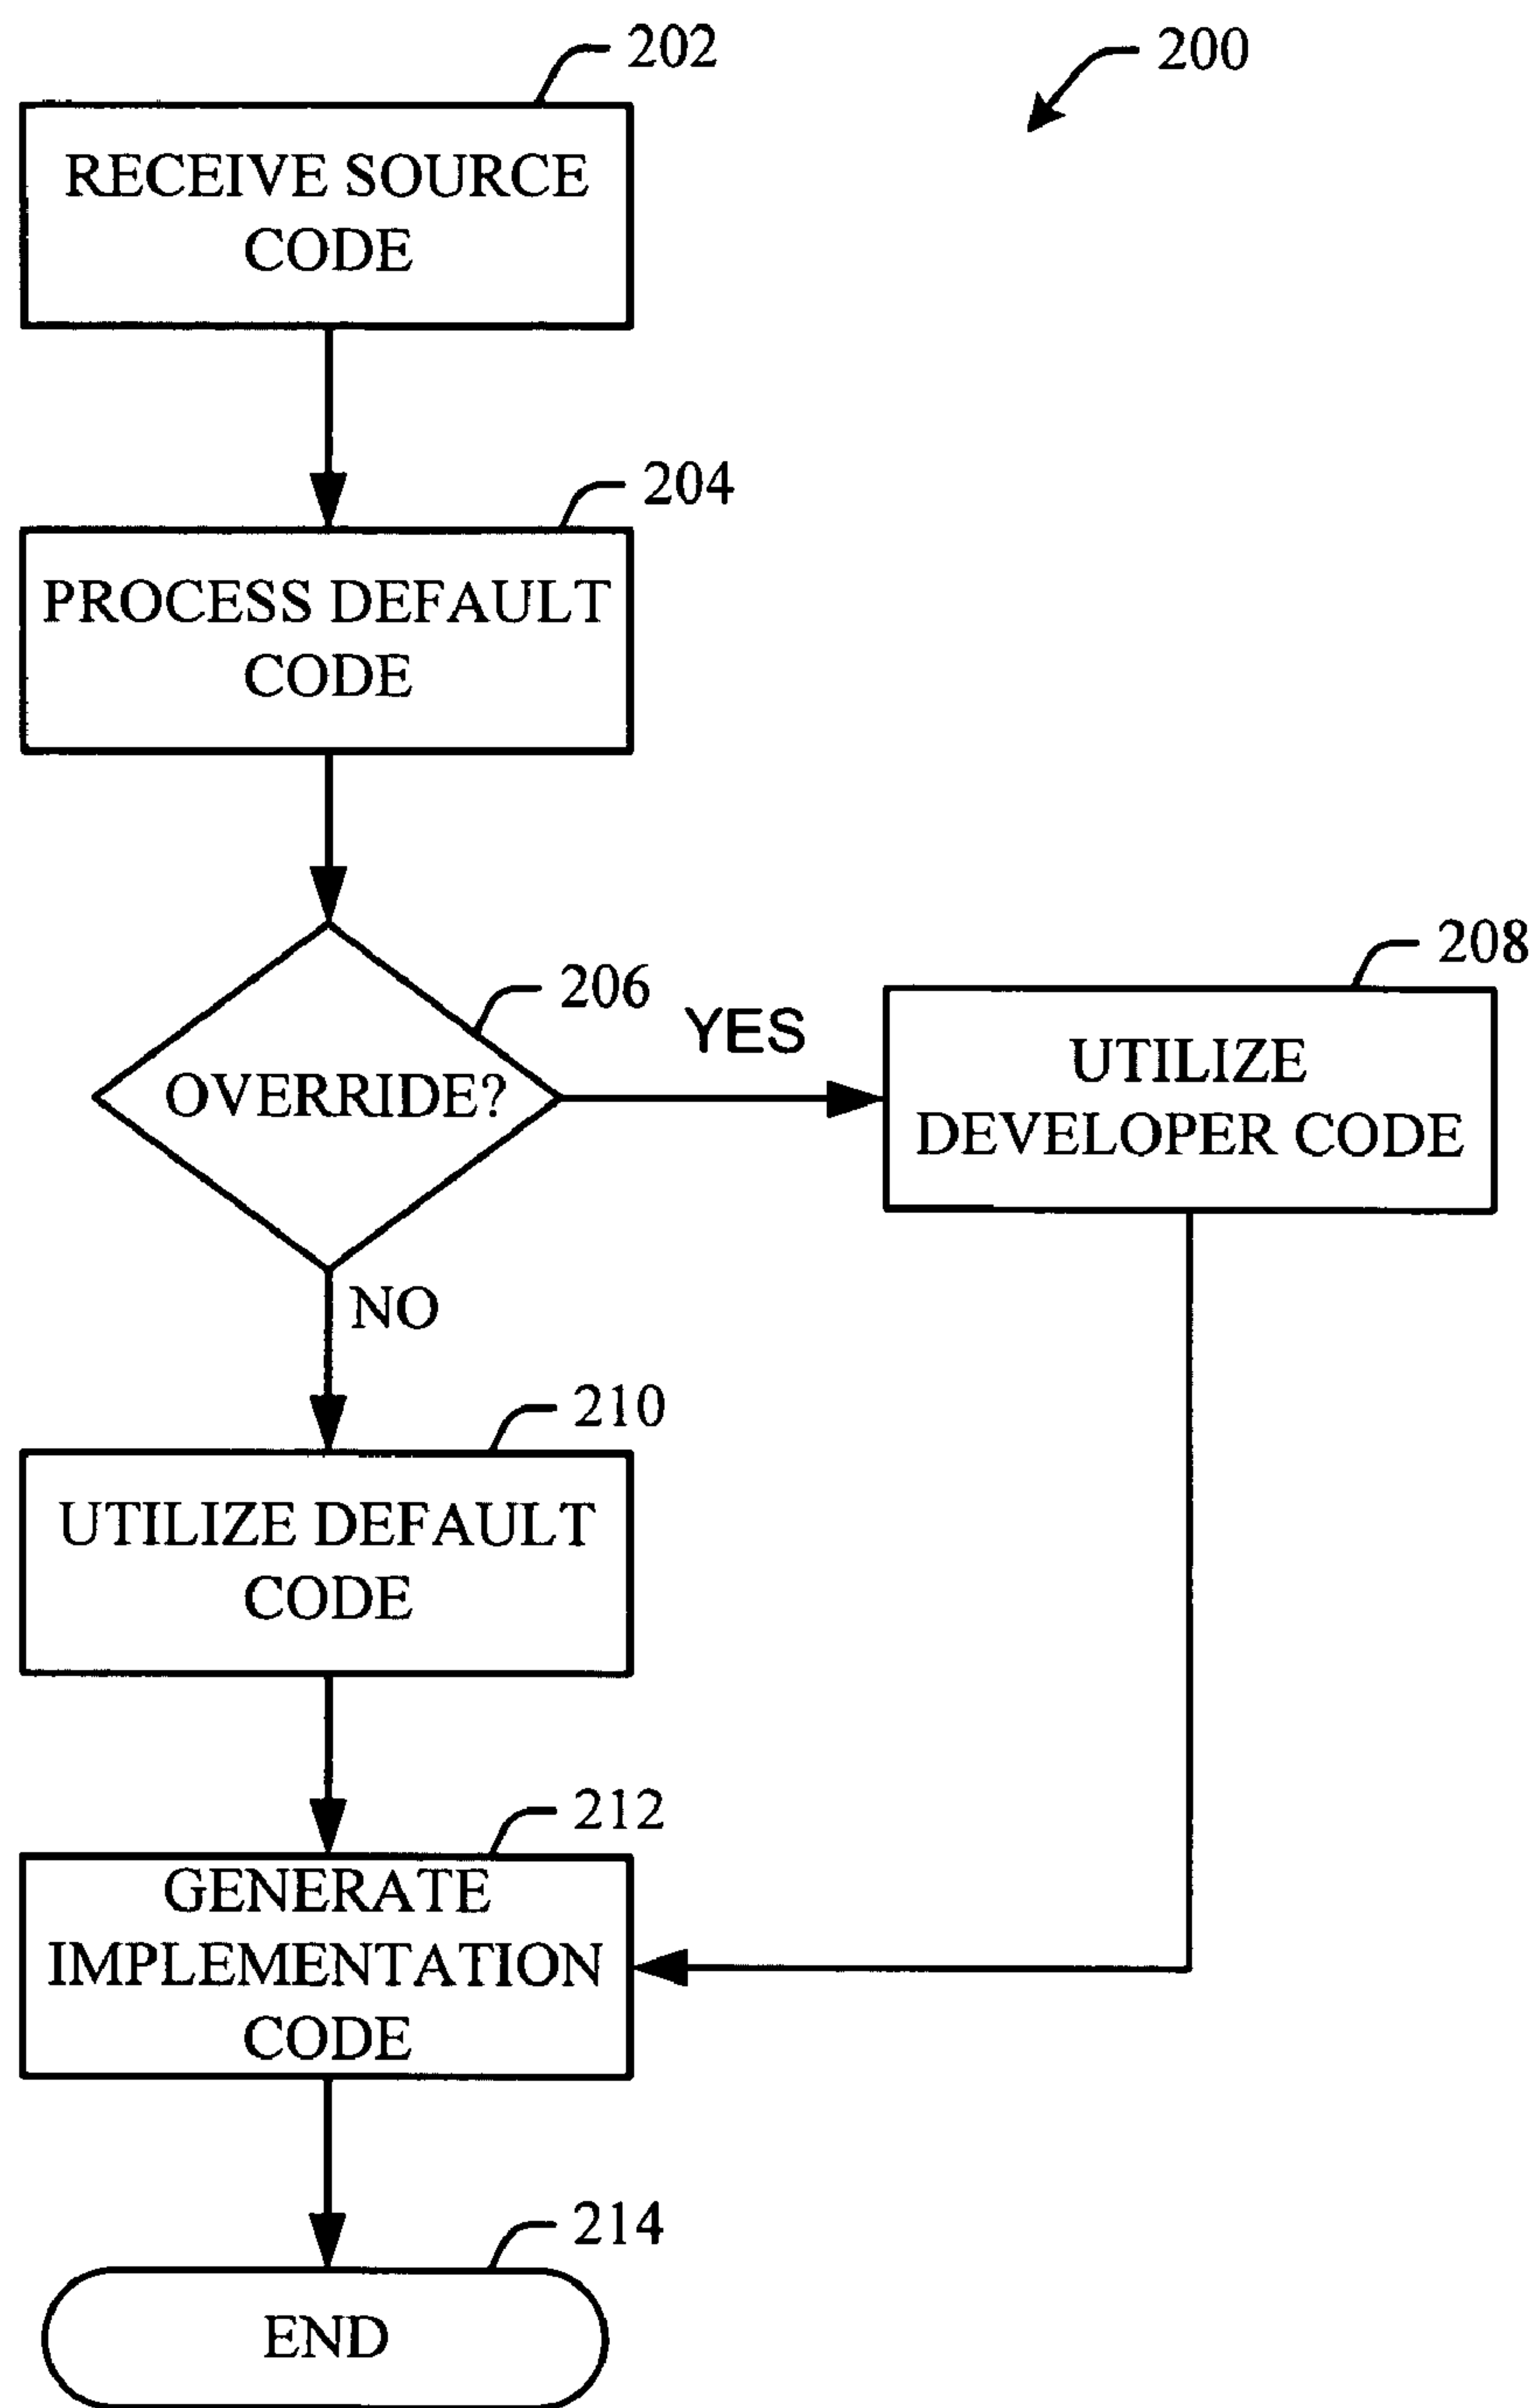 202
200
RECEIVE SOURCE
CODE
204
PROCESS DEFAULT
CODE
206
OVERRIDE?
YES
208
UTILIZE
DEVELOPER CODE
NO
210
UTILIZE DEFAULT
CODE
212
GENERATE
IMPLEMENTATION
CODE
214
END